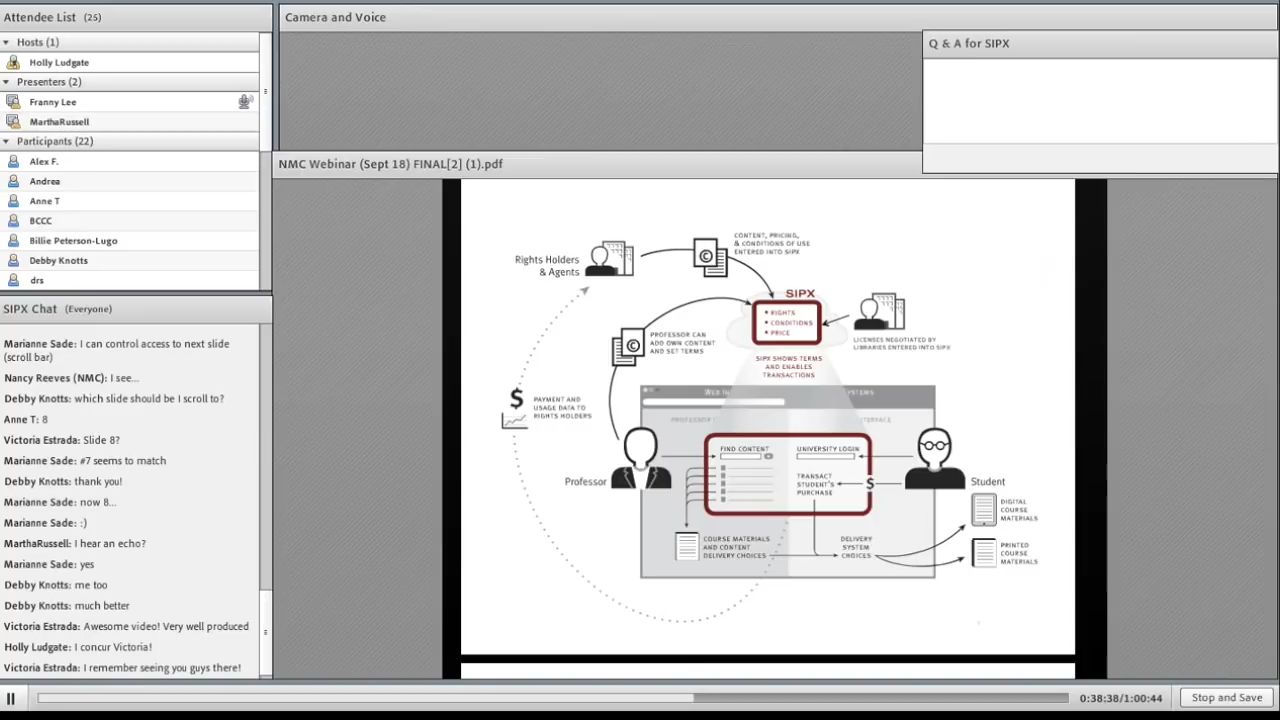 Attendee List (25)
Hosts (1)
Holly Ludgate
Presenters (2)
Franny Lee
MarthaRussell
Participants (22)
Alex F.
Andrea
Anne T
BCCC
Billie Peterson-Lugo
Debby Knotts
drs
SIPX Chat (Everyone)
Marianne Sade: I can control access to next slide
(scroll bar)
Nancy Reeves (NMC): I see...
Debby Knotts: which slide should be I scroll to?
Anne T: 8
Victoria Estrada: Slide 8?
Marianne Sade: #7 seems to match
Debby Knotts: thank you!
Marianne Sade: now 8...
Marianne Sade: :)
MarthaRussell: I hear an echo?
Marianne Sade: yes
Debby Knotts: me too
Debby Knotts: much better
Victoria Estrada: Awesome video! Very well produced
Holly Ludgate: I concur Victoria!
Victoria Estrada: I remember seeing you guys there!
Camera and Voice
Q & A for SIPX
NMC Webinar (Sept 18) FINAL[2] (1).pdf
Rights Holders
& Agents
©
CONTENT, PRICING,
& CONDITIONS OF USE
ENTERED INTO SIPX
SIPX
• RIGHTS
• CONDITIONS
• PRICE
SIPX SHOWS TERMS
AND ENABLES
TRANSACTIONS
LICENSES NEGOTIATED BY
LIBRARIES ENTERED INTO SIPX
©
PROFESSOR CAN
ADD OWN CONTENT
AND SET TERMS
$
PAYMENT AND
USAGE DATA TO
RIGHTS HOLDERS
Professor
FIND CONTENT
UNIVERSITY LOGIN
TRANSACT
STUDENT'S
PURCHASE
$
Student
COURSE MATERIALS
AND CONTENT
DELIVERY CHOICES
DELIVERY
SYSTEM
CHOICES
DIGITAL
COURSE
MATERIALS
PRINTED
COURSE
MATERIALS
0:38:38/1:00:44
Stop and Save